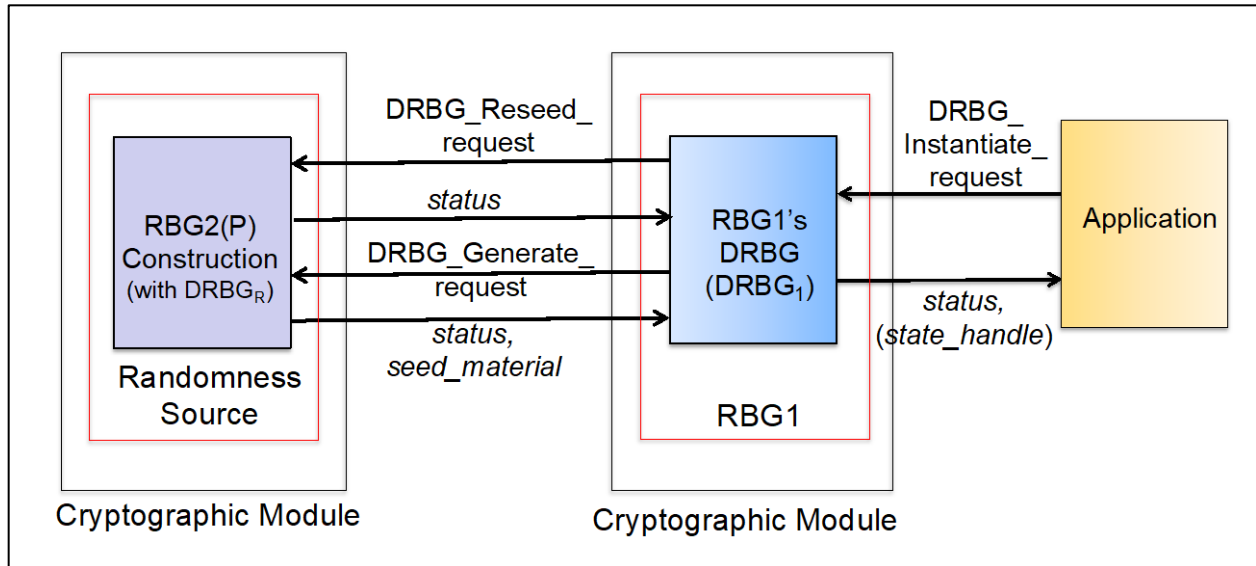 DRBG_Reseed_
request
status
DRBG_Generate_
request
status,
seed_material
RBG2(P)
Construction
(with DRBG_R)
Randomness
Source
Cryptographic Module
RBG1's
DRBG
(DRBG₁)
RBG1
Cryptographic Module
DRBG_
Instantiate_
request
status,
(state_handle)
Application